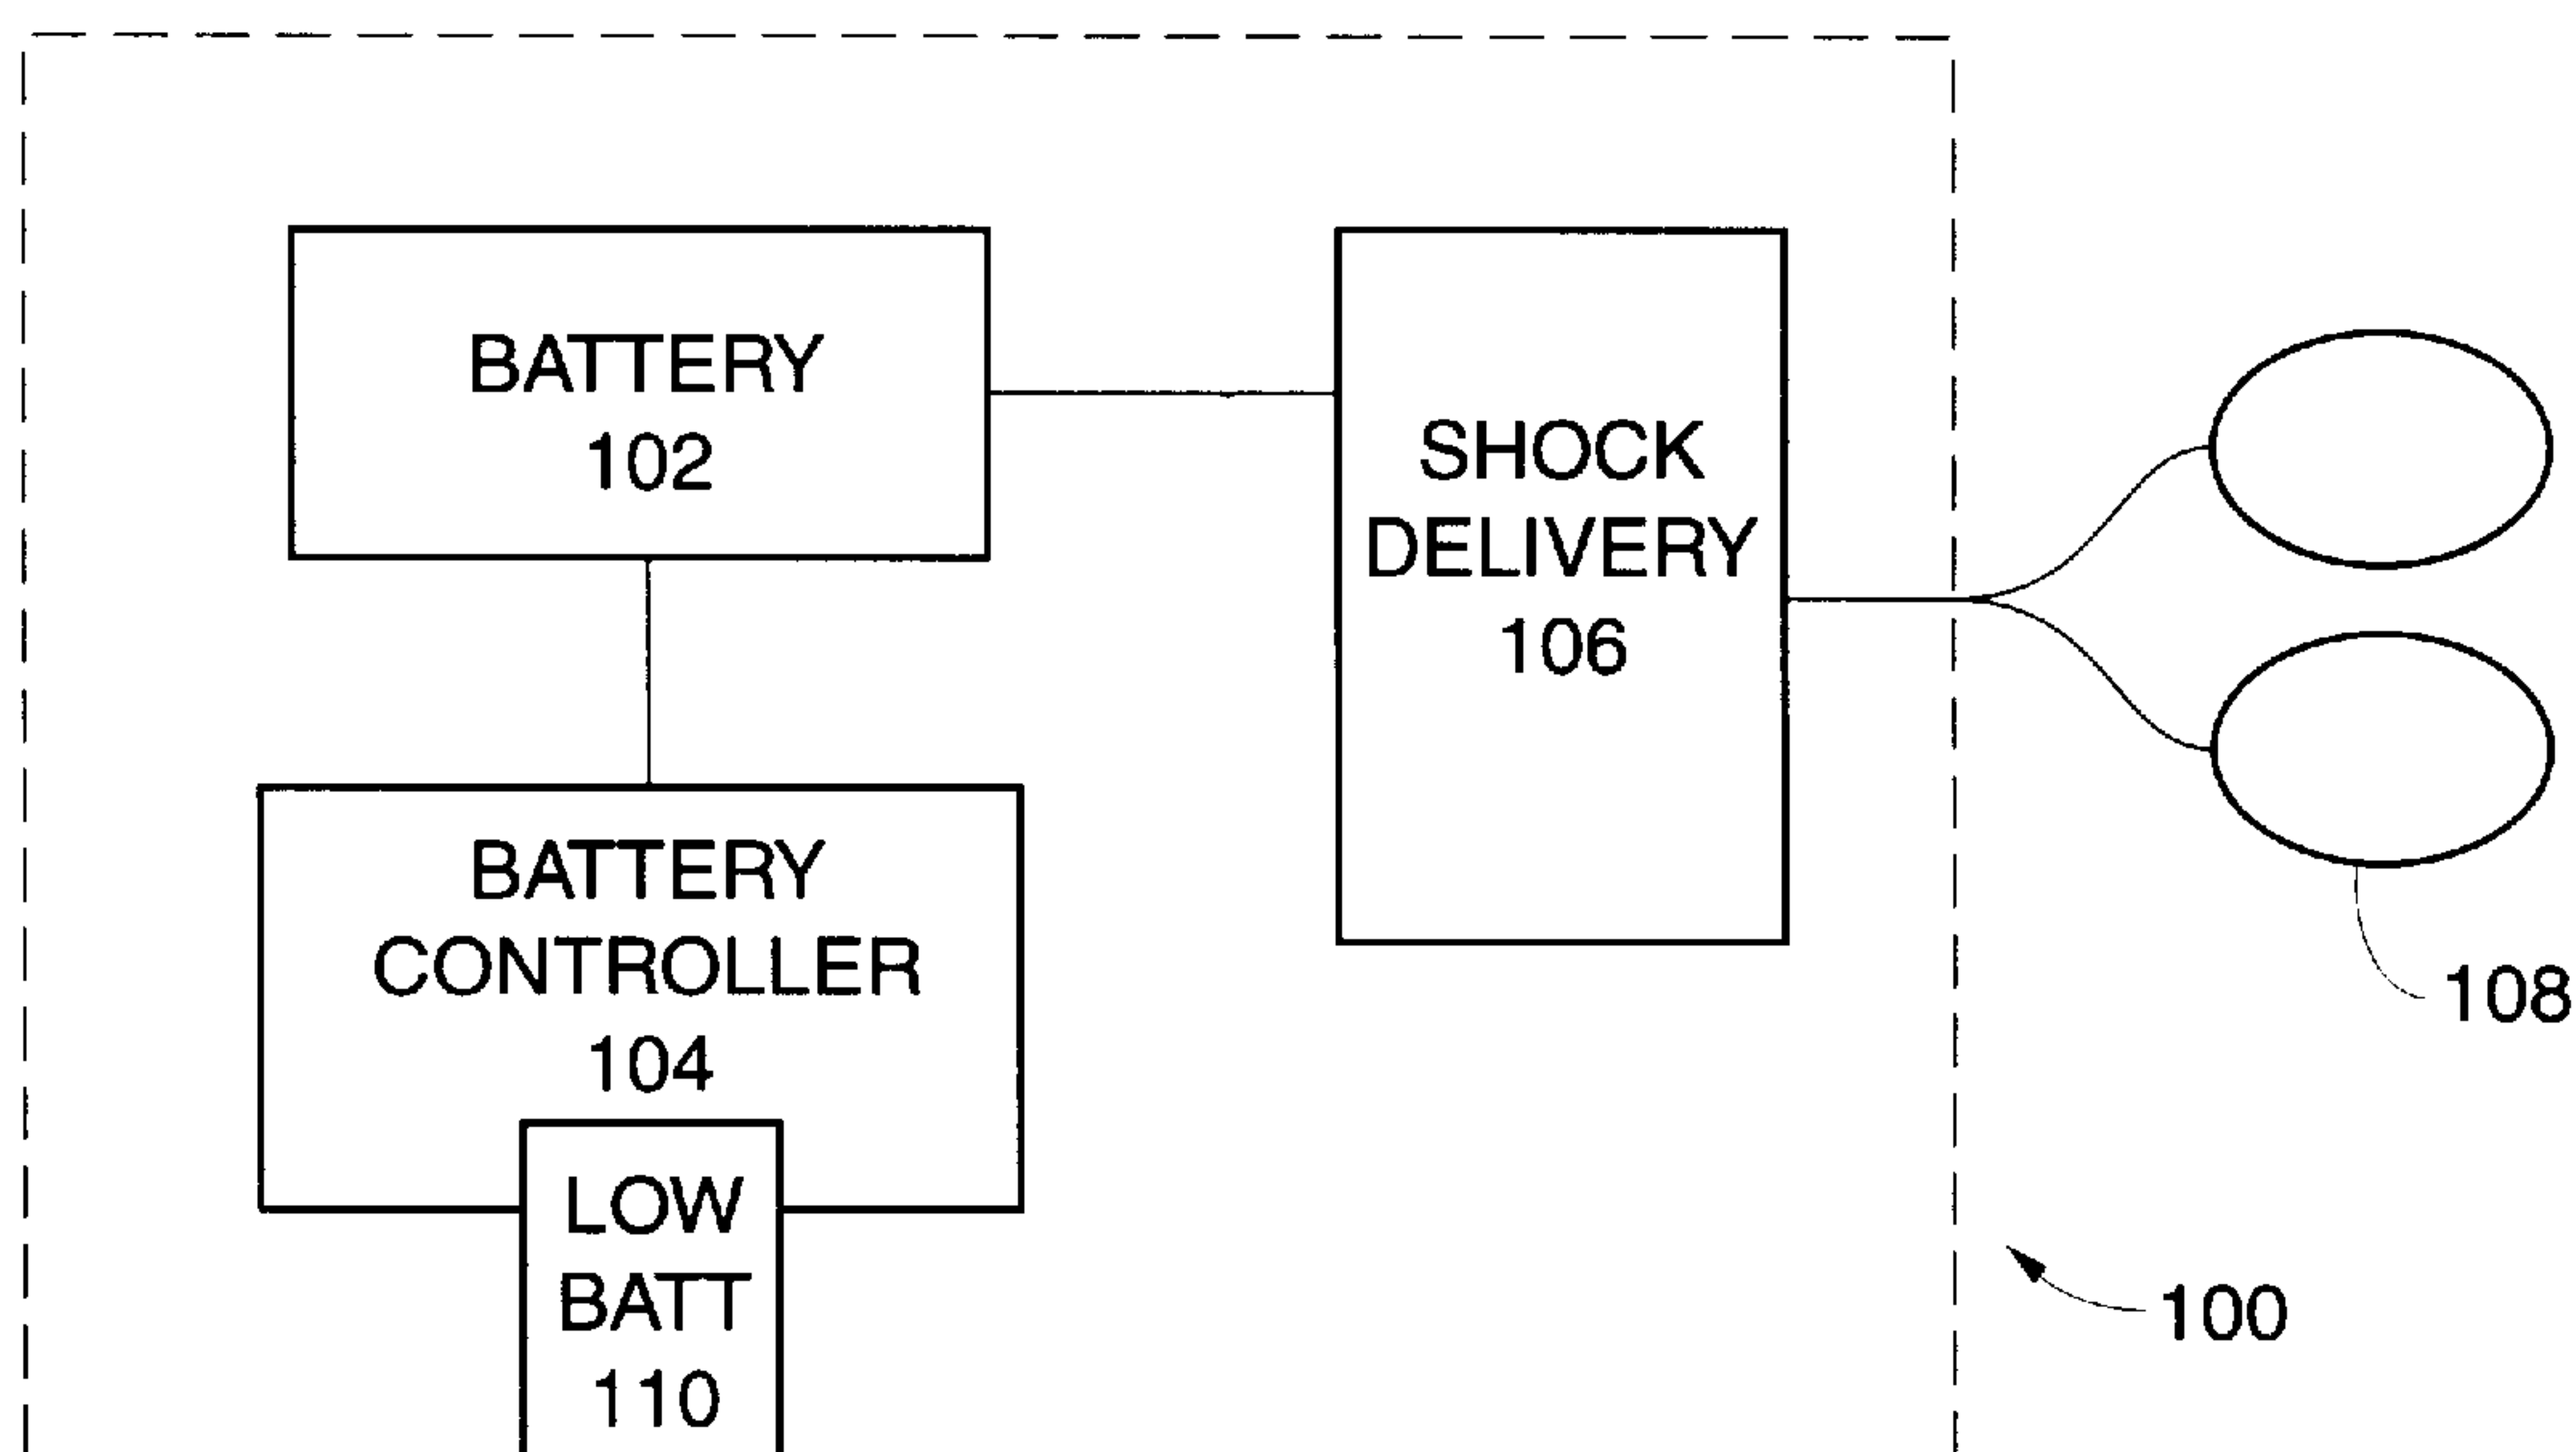 BATTERY
102
SHOCK
DELIVERY
106
BATTERY
CONTROLLER
104
108
LOW
BATT
110
100